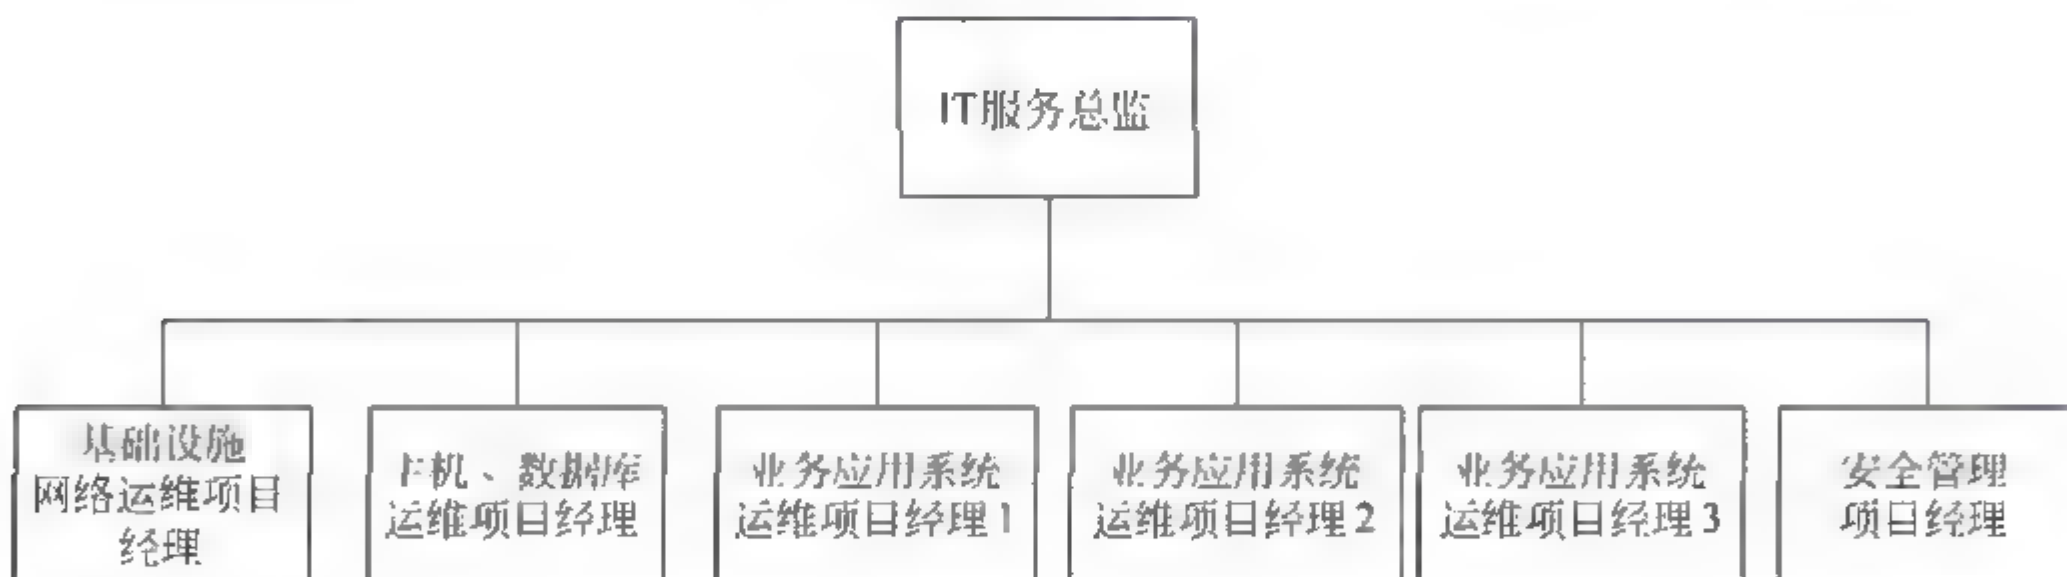 IT服务总监
基础设施
网络运维项目
经理
主机、数据库
运维项目经理
业务应用系统
运维项目经理1
业务应用系统
运维项目经理2
业务应用系统
运维项目经理3
安全管理
项目经理